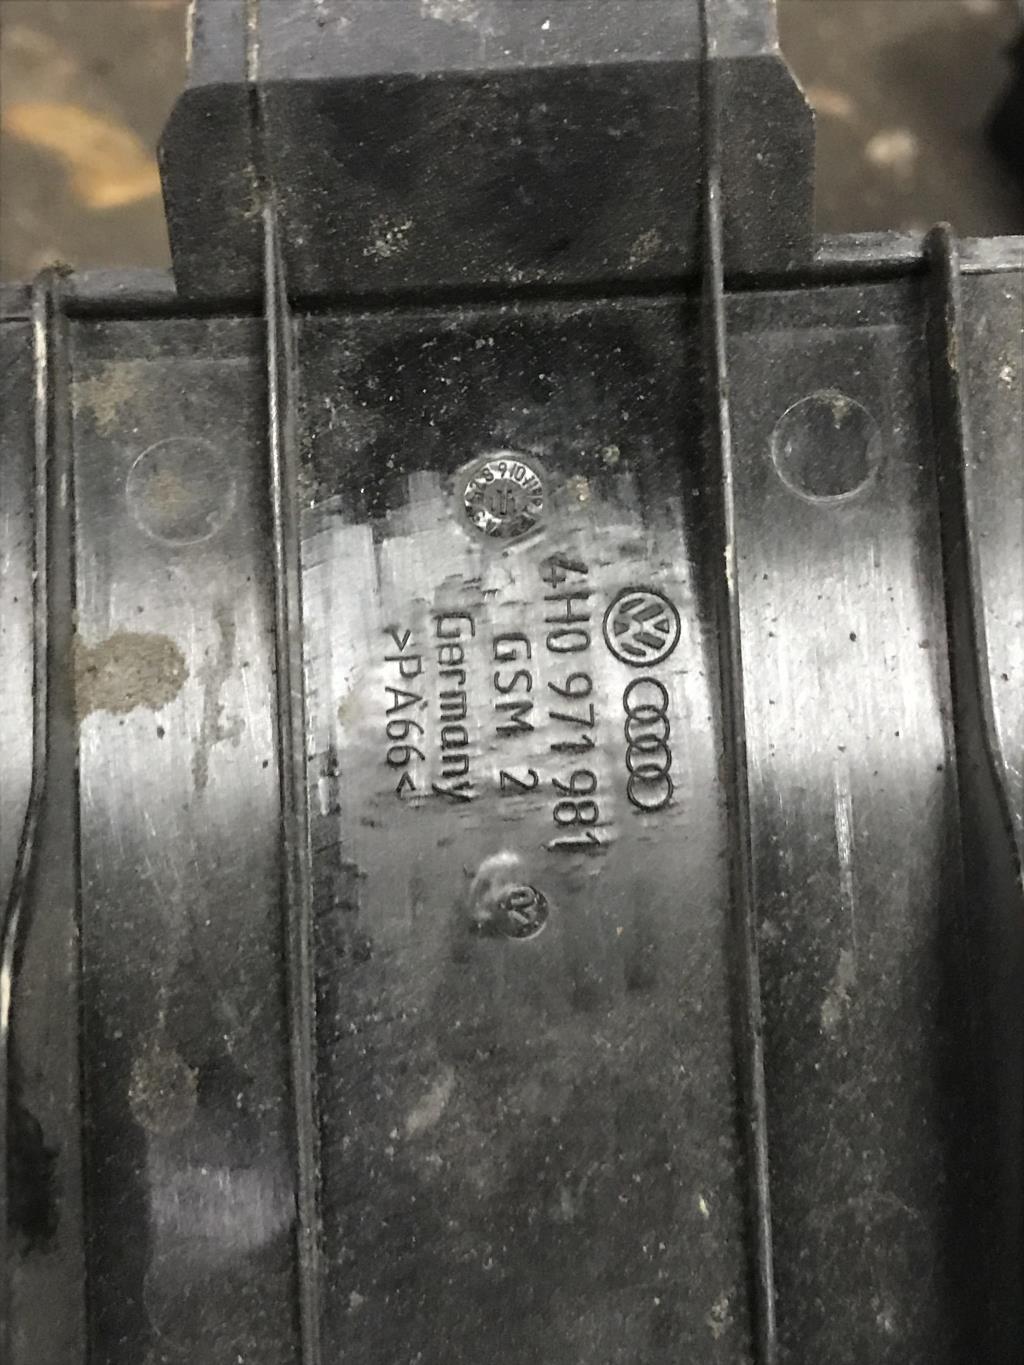 4H0 971 981
GSM 2
Germany
>PA66<